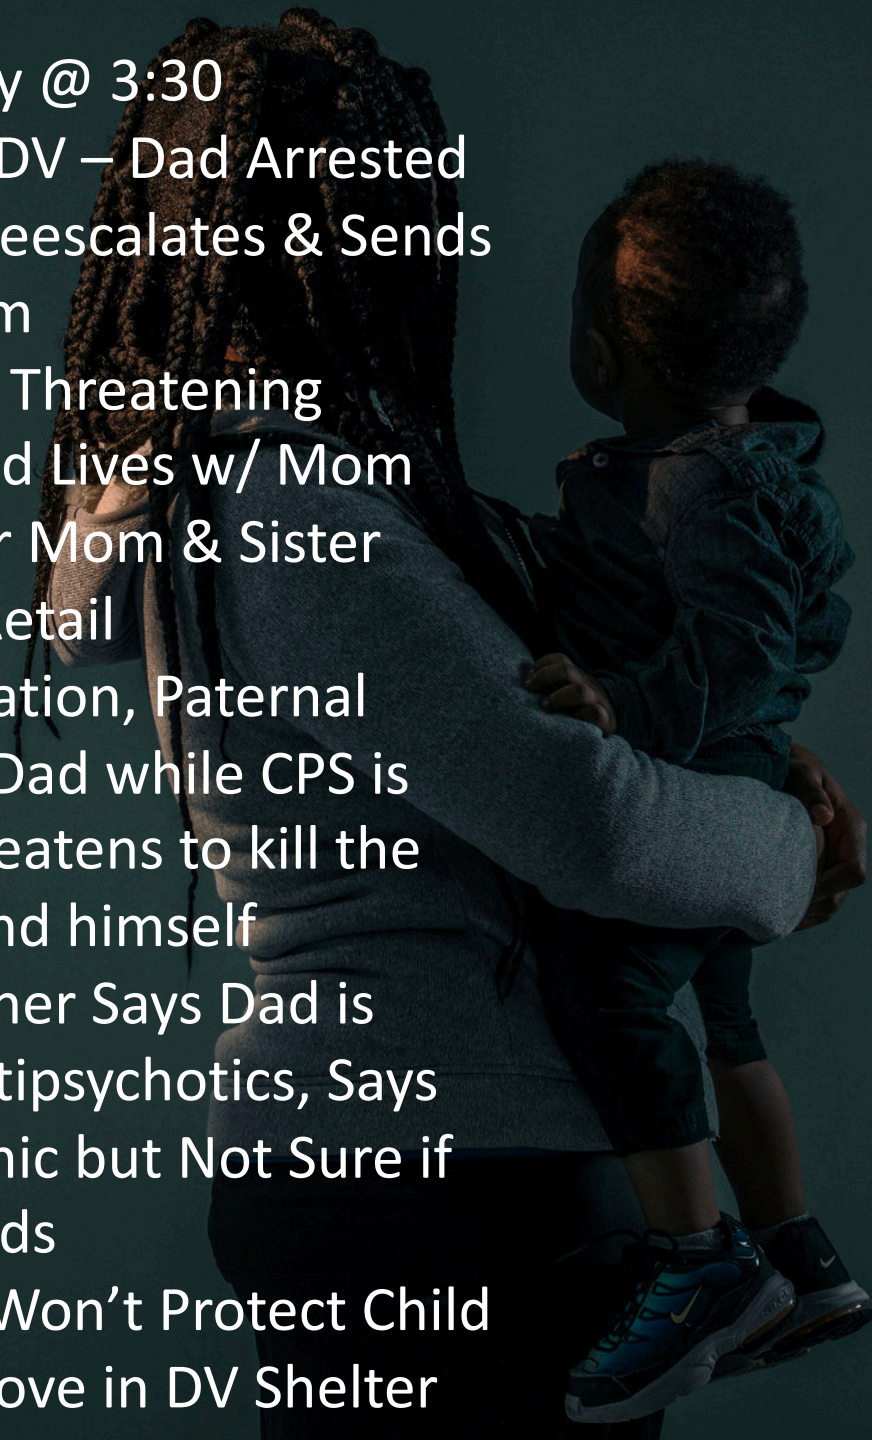 y @ 3:30
DV – Dad Arrested
eescalates & Sends
m
Threatening
d Lives w/ Mom
r Mom & Sister
etail
ation, Paternal
Dad while CPS is
eatens to kill the
nd himself
ner Says Dad is
tipsychotics, Says
nic but Not Sure if
ds
Won’t Protect Child
ove in DV Shelter